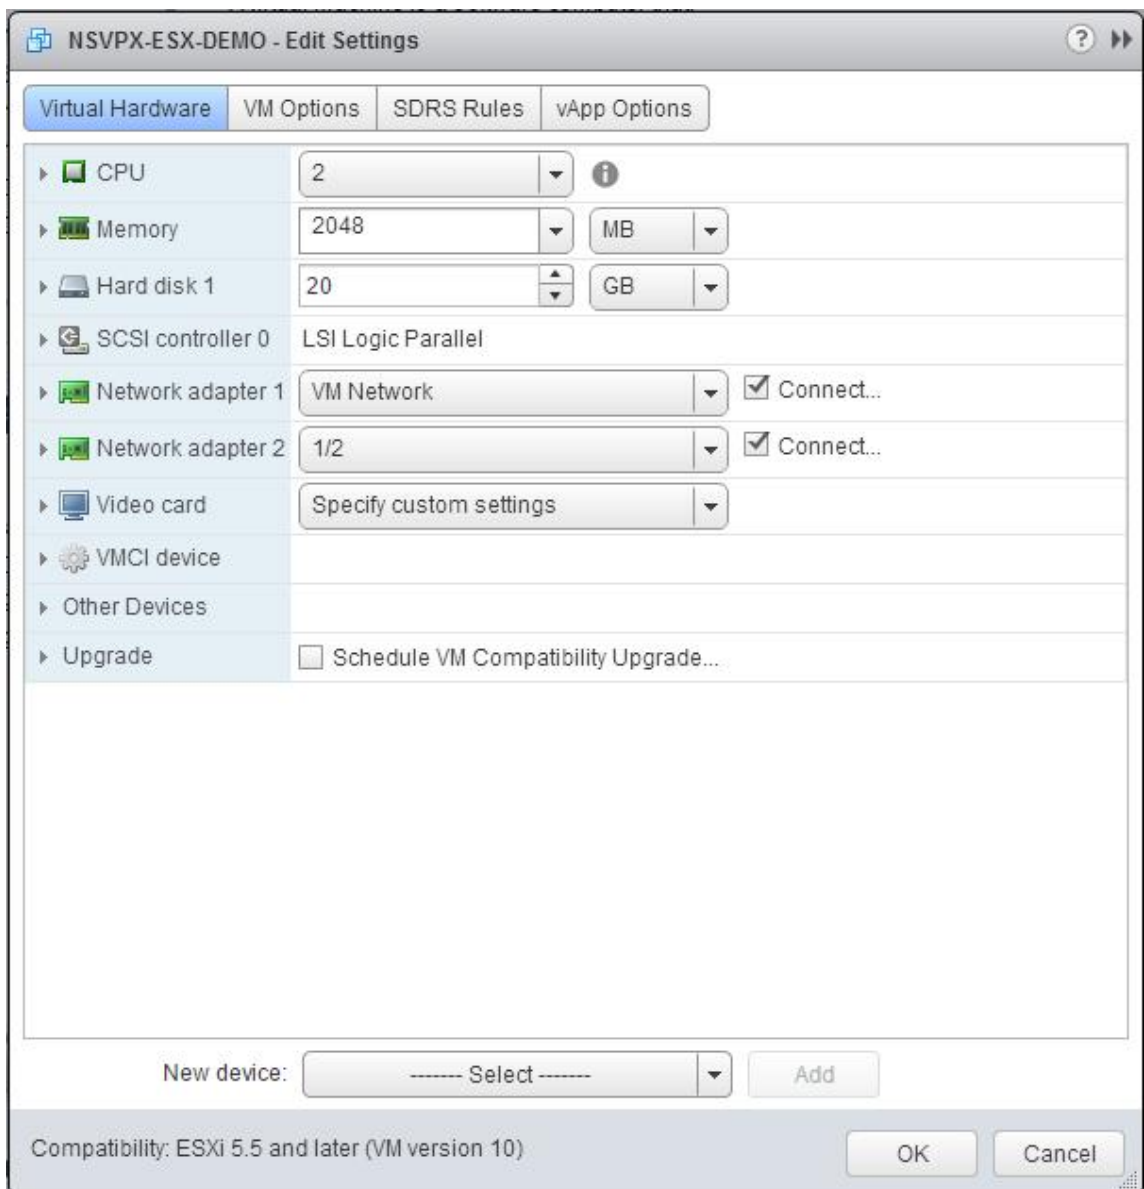 NSVPX-ESX-DEMO - Edit Settings
Virtual Hardware VM Options SDRS Rules vApp Options
CPU 2
Memory 2048 MB
Hard disk 1 20 GB
SCSI controller 0 LSI Logic Parallel
Network adapter 1 VM Network Connect...
Network adapter 2 1/2 Connect...
Video card Specify custom settings
VMCI device
Other Devices
Upgrade Schedule VM Compatibility Upgrade...
New device: ------- Select ------- Add
Compatibility: ESXi 5.5 and later (VM version 10) OK Cancel